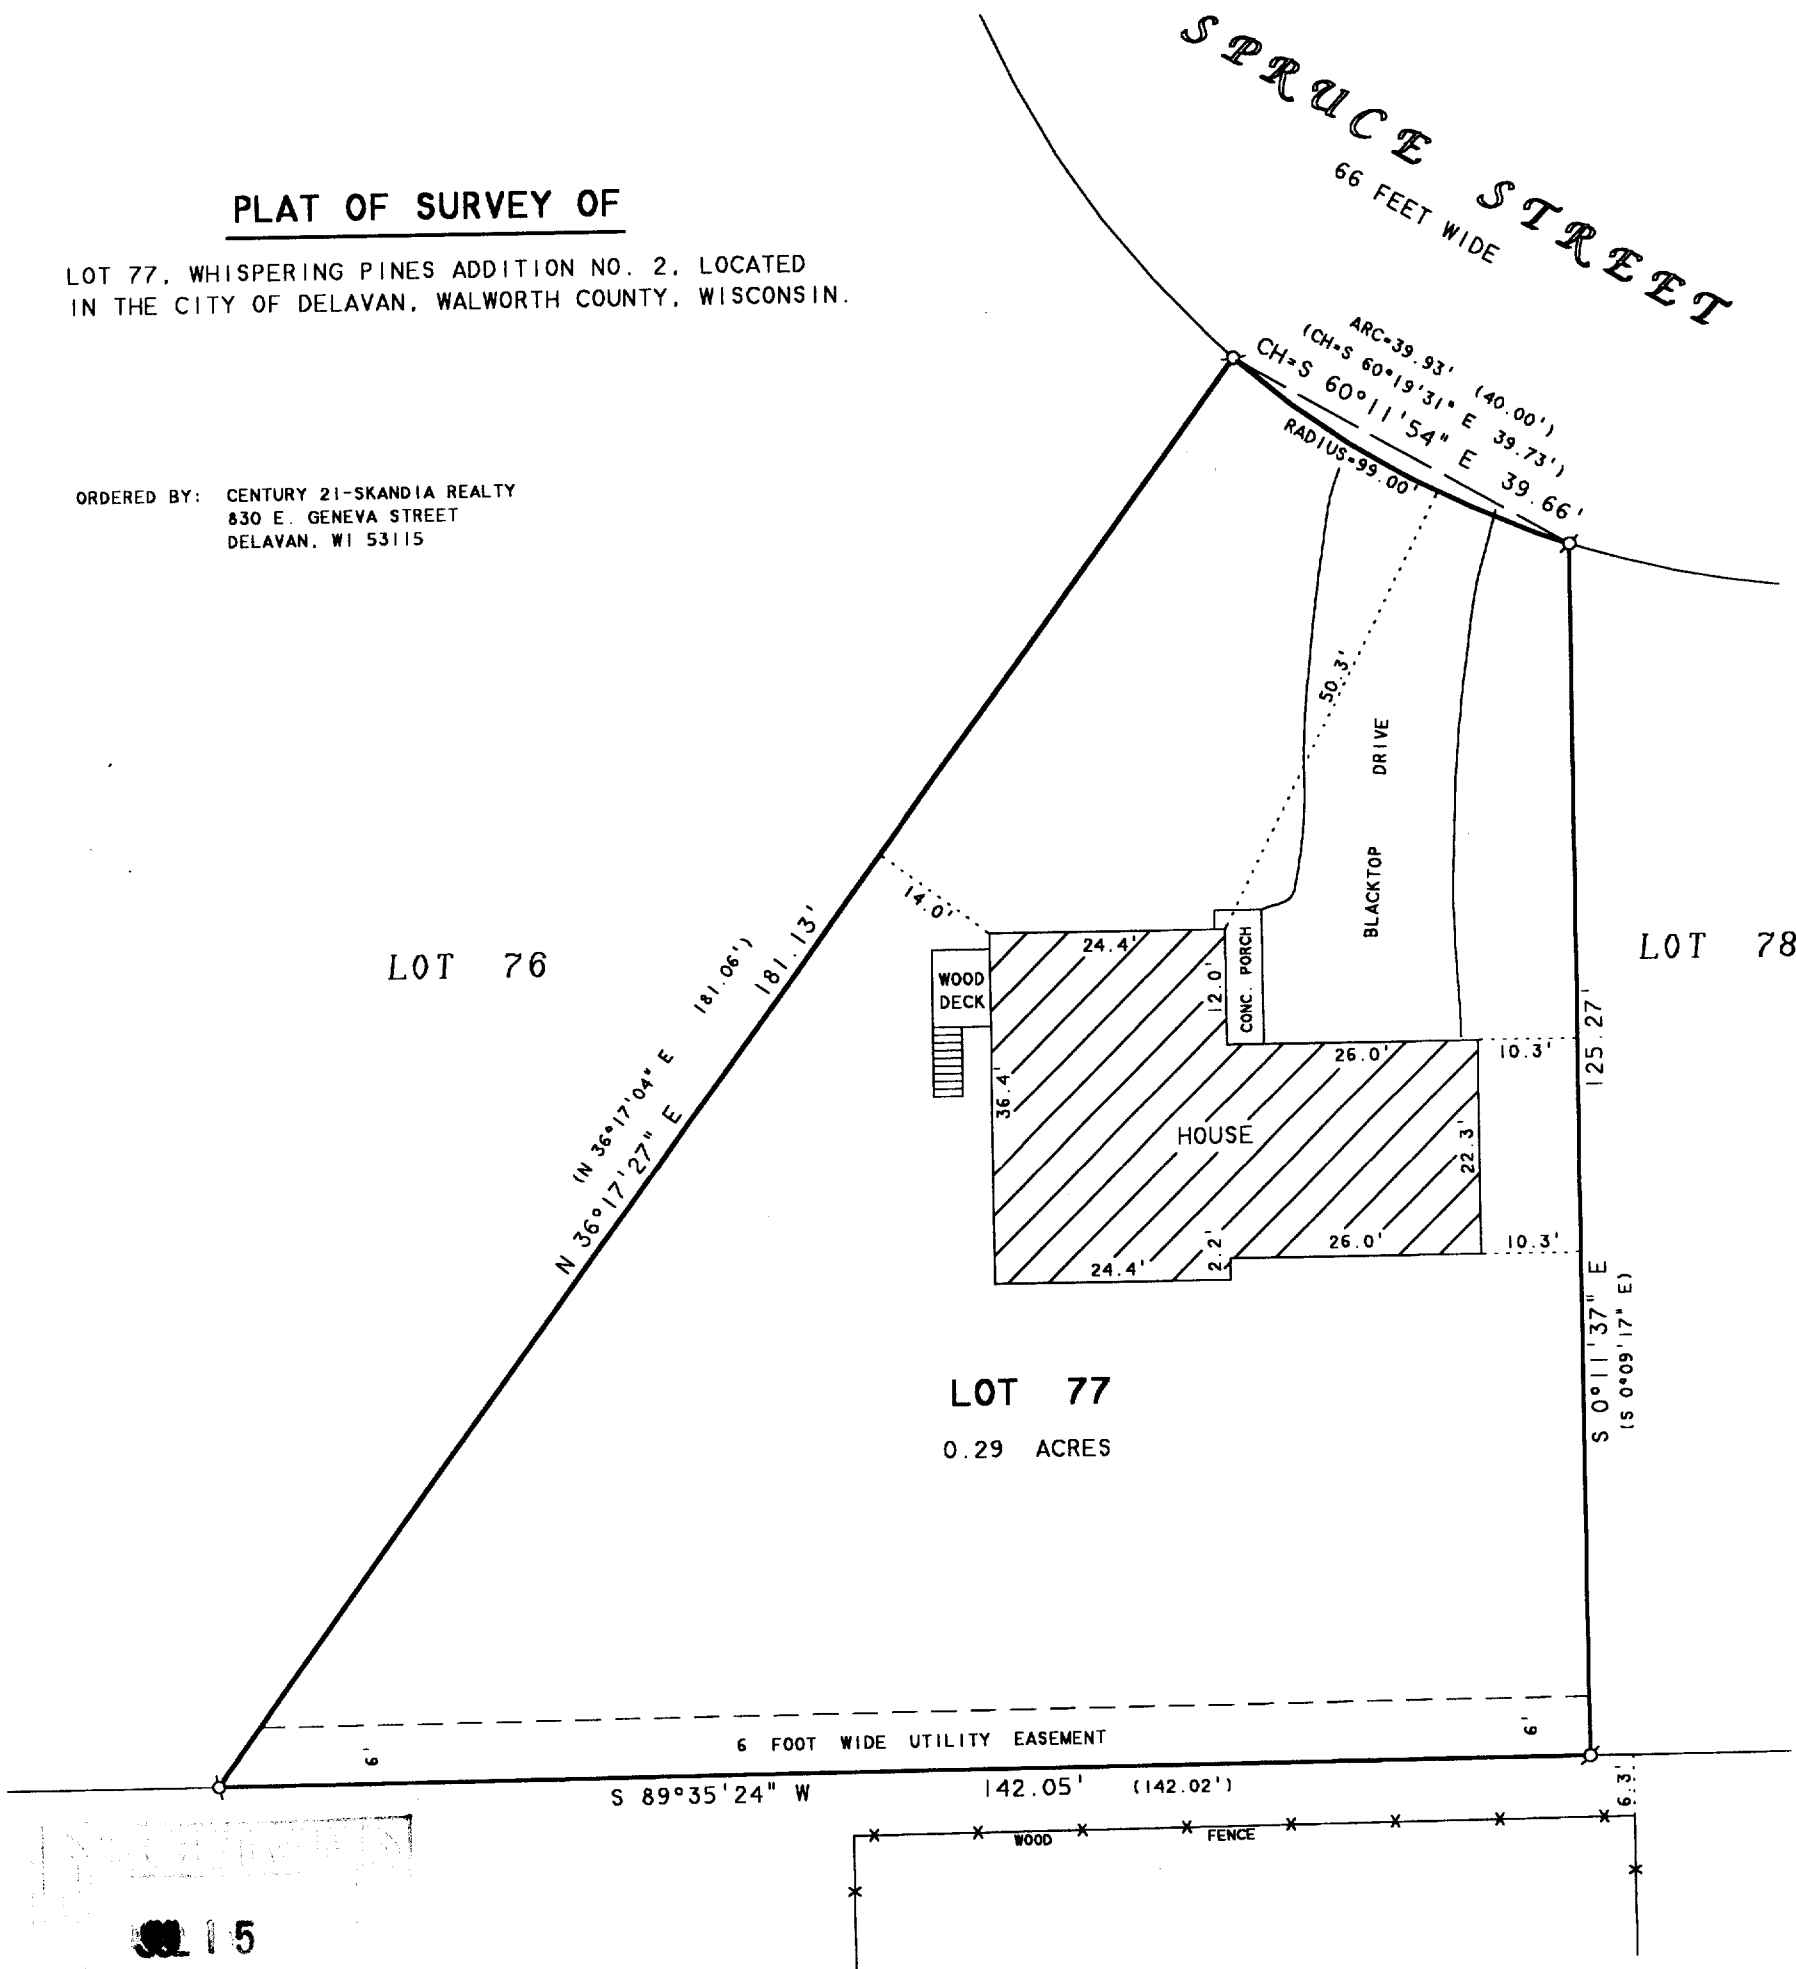 SPRUCE STREET
66 FEET WIDE
PLAT OF SURVEY OF
LOT 77, WHISPERING PINES ADDITION NO. 2, LOCATED
IN THE CITY OF DELAVAN, WALWORTH COUNTY, WISCONSIN.
ARC=39.93' (40.00')
(CH=S 60°19'31" E 39.73')
CH=S 60°11'54" E 39.66'
RADIUS=99.00'
ORDERED BY: CENTURY 21-SKANDIA REALTY
830 E. GENEVA STREET
DELAVAN, WI 53115
50.3'
BLACKTOP DRIVE
14.0'
LOT 76
(N 36°17'04" E 181.06')
N 36°17'27" E 181.13'
LOT 78
24.4'
WOOD
DECK
12.0'
CONC. PORCH
26.0'
10.3'
125.27'
36.4'
HOUSE
22.3'
24.4'
2.2'
26.0'
10.3'
S 0°11'37" E
(S 0°09'17" E)
LOT 77
0.29 ACRES
6'
6 FOOT WIDE UTILITY EASEMENT
6'
S 89°35'24" W 142.05' (142.02')
6.3'
WOOD FENCE
15